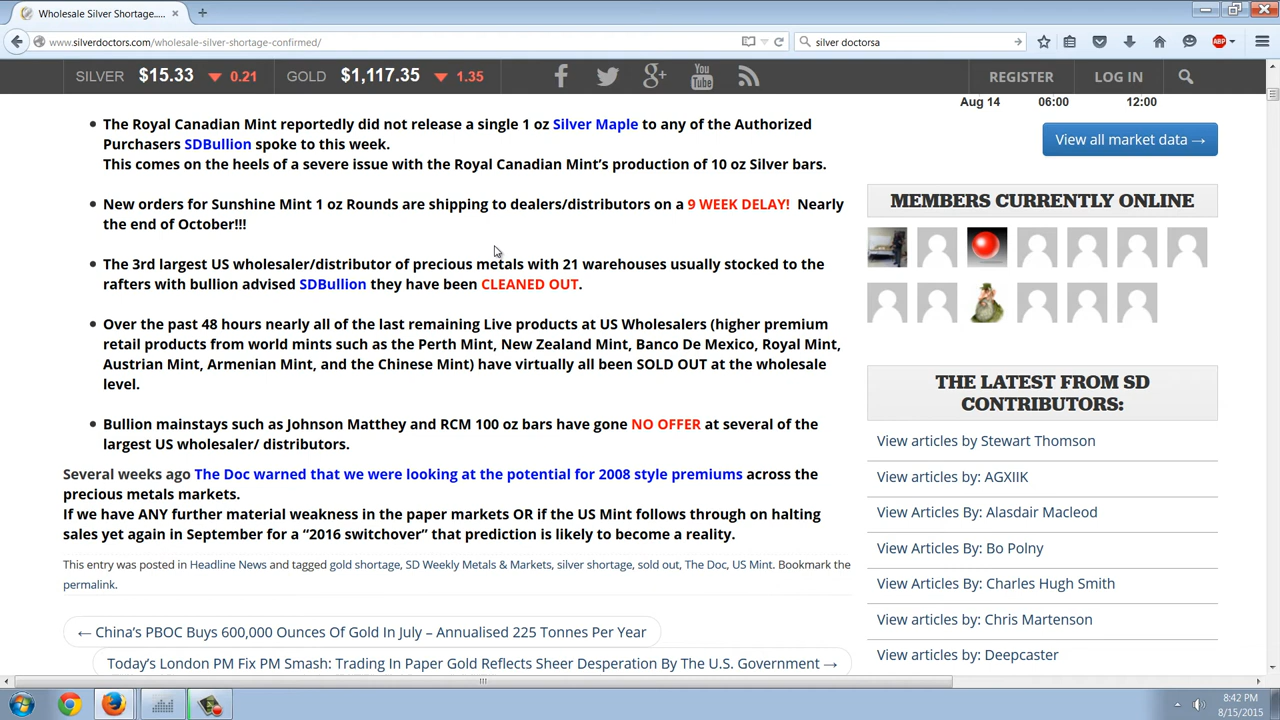 Wholesale Silver Shortage....
www.silverdoctors.com/wholesale-silver-shortage-confirmed/
silver doctorsa
ABP
SILVER $15.33 0.21 GOLD $1,117.35 1.35
You Tube
REGISTER LOG IN
Aug 14 06:00 12:00
View all market data →
The Royal Canadian Mint reportedly did not release a single 1 oz Silver Maple to any of the Authorized
Purchasers SDBullion spoke to this week.
This comes on the heels of a severe issue with the Royal Canadian Mint's production of 10 oz Silver bars.
New orders for Sunshine Mint 1 oz Rounds are shipping to dealers/distributors on a 9 WEEK DELAY! Nearly
the end of October!!!
The 3rd largest US wholesaler/distributor of precious metals with 21 warehouses usually stocked to the
rafters with bullion advised SDBullion they have been CLEANED OUT.
Over the past 48 hours nearly all of the last remaining Live products at US Wholesalers (higher premium
retail products from world mints such as the Perth Mint, New Zealand Mint, Banco De Mexico, Royal Mint,
Austrian Mint, Armenian Mint, and the Chinese Mint) have virtually all been SOLD OUT at the wholesale
level.
Bullion mainstays such as Johnson Matthey and RCM 100 oz bars have gone NO OFFER at several of the
largest US wholesaler/ distributors.
Several weeks ago The Doc warned that we were looking at the potential for 2008 style premiums across the
precious metals markets.
If we have ANY further material weakness in the paper markets OR if the US Mint follows through on halting
sales yet again in September for a “2016 switchover” that prediction is likely to become a reality.
This entry was posted in Headline News and tagged gold shortage, SD Weekly Metals & Markets, silver shortage, sold out, The Doc, US Mint. Bookmark the
permalink.
← China's PBOC Buys 600,000 Ounces Of Gold In July – Annualised 225 Tonnes Per Year
Today's London PM Fix PM Smash: Trading In Paper Gold Reflects Sheer Desperation By The U.S. Government →
MEMBERS CURRENTLY ONLINE
THE LATEST FROM SD
CONTRIBUTORS:
View articles by Stewart Thomson
View articles by: AGXIIK
View Articles By: Alasdair Macleod
View Articles By: Bo Polny
View Articles By: Charles Hugh Smith
View articles by: Chris Martenson
View articles by: Deepcaster
8:42 PM
8/15/2015